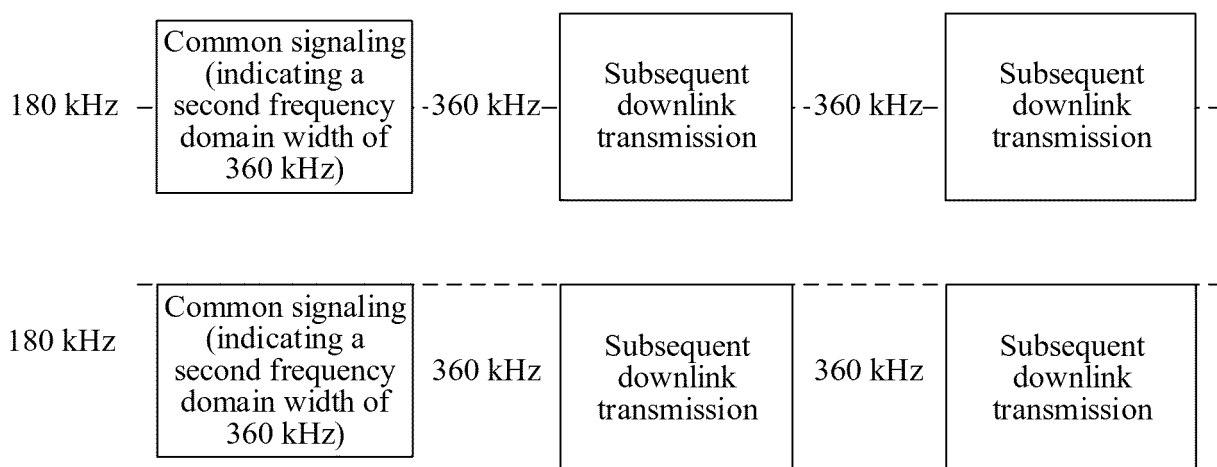 180 kHz
Common signaling
(indicating a
second frequency
domain width of
360 kHz)
360 kHz
Subsequent
downlink
transmission
360 kHz
Subsequent
downlink
transmission
180 kHz
Common signaling
(indicating a
second frequency
domain width of
360 kHz)
360 kHz
Subsequent
downlink
transmission
360 kHz
Subsequent
downlink
transmission